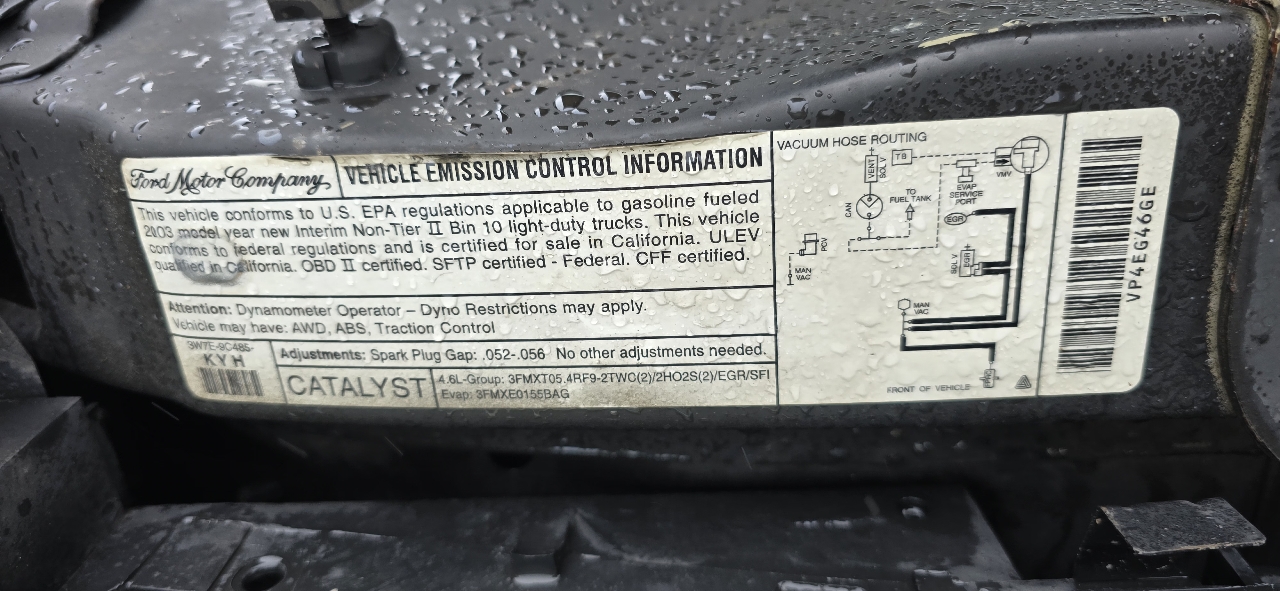 Ford Motor Company
VEHICLE EMISSION CONTROL INFORMATION
This vehicle conforms to U.S. EPA regulations applicable to gasoline fueled
2003 model year new Interim Non-Tier II Bin 10 light-duty trucks. This vehicle
conforms to federal regulations and is certified for sale in California. ULEV
qualified in California. OBD II certified. SFTP certified - Federal. CFF certified.
Attention: Dynamometer Operator – Dyno Restrictions may apply.
Vehicle may have: AWD, ABS, Traction Control
3W7E-9C485-
KYH
Adjustments: Spark Plug Gap: .052-.056 No other adjustments needed.
CATALYST
4.6L-Group: 3FMXT05.4RF9-2TWC(2)/2HO2S(2)/EGR/SFI
Evap: 3FMXE0155BAG
VACUUM HOSE ROUTING
VENT
SOL V
TB
VMV
EVAP
SERVICE
PORT
TO
FUEL TANK
CAN
EGR
PCV
MAN
VAC
SOL V
EGR
MAN
VAC
FRONT OF VEHICLE
VP4EG46GE